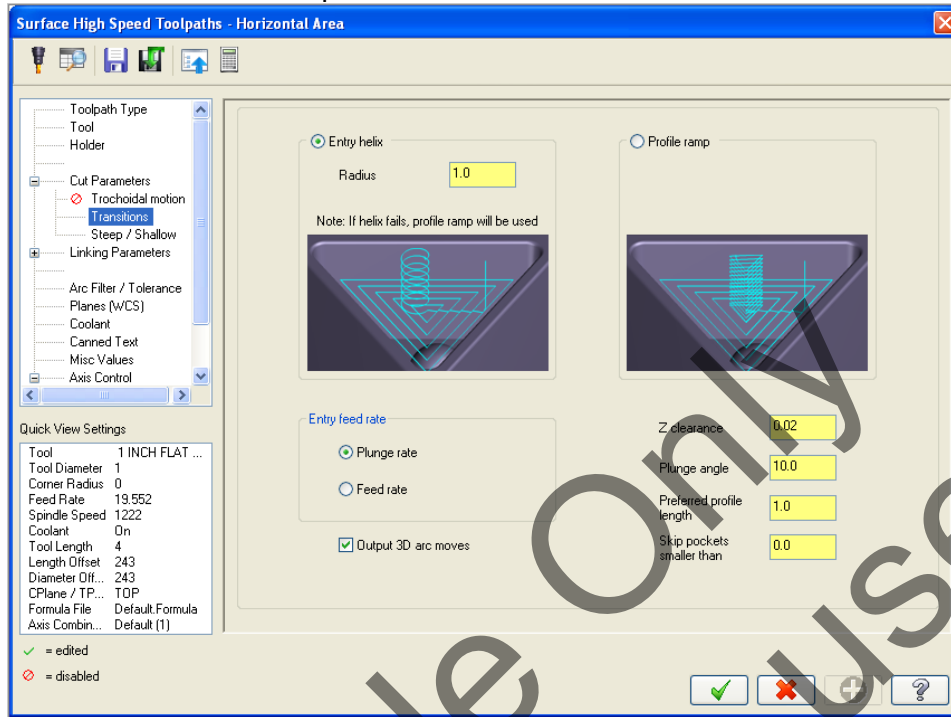 Surface High Speed Toolpaths - Horizontal Area
Toolpath Type
Tool
Holder
Cut Parameters
Trochoidal motion
Transitions
Steep / Shallow
Linking Parameters
Arc Filter / Tolerance
Planes (WCS)
Coolant
Canned Text
Misc Values
Axis Control
Quick View Settings
Tool 1 INCH FLAT ...
Tool Diameter 1
Corner Radius 0
Feed Rate 19.552
Spindle Speed 1222
Coolant On
Tool Length 4
Length Offset 243
Diameter Off... 243
CPlane / TP... TOP
Formula File Default.Formula
Axis Combin... Default (1)
= edited
= disabled
Entry helix
Radius 1.0
Note: If helix fails, profile ramp will be used
Profile ramp
Entry feed rate
Plunge rate
Feed rate
Output 3D arc moves
Z clearance 0.02
Plunge angle 10.0
Preferred profile
length 1.0
Skip pockets
smaller than 0.0
le Only
use